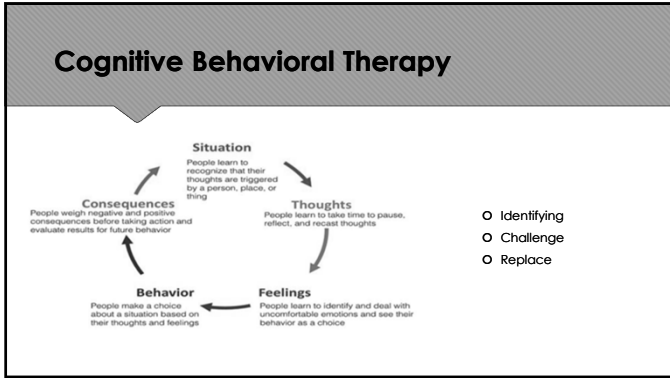 Cognitive Behavioral Therapy
Situation
People learn to
recognize that their
thoughts are triggered
by a person, place, or
thing
Thoughts
People learn to take time to pause,
reflect, and recast thoughts
Feelings
People learn to identify and deal with
uncomfortable emotions and see their
behavior as a choice
Behavior
People make a choice
about a situation based on
their thoughts and feelings
Consequences
People weigh negative and positive
consequences before taking action and
evaluate results for future behavior
Identifying
Challenge
Replace